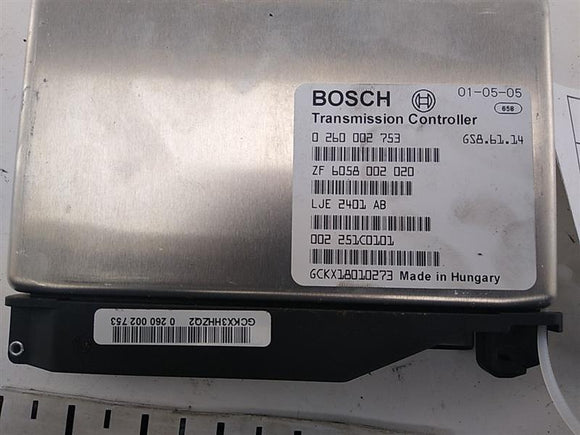 BOSCH 01-05-05
658
Transmission Controller
0 260 002 753 GS8.61.14
ZF 6058 002 020
LJE 2401 AB
002 251C0101
GCKX18010273 Made in Hungary
GCKX3HHZQ2 0 260 002 753